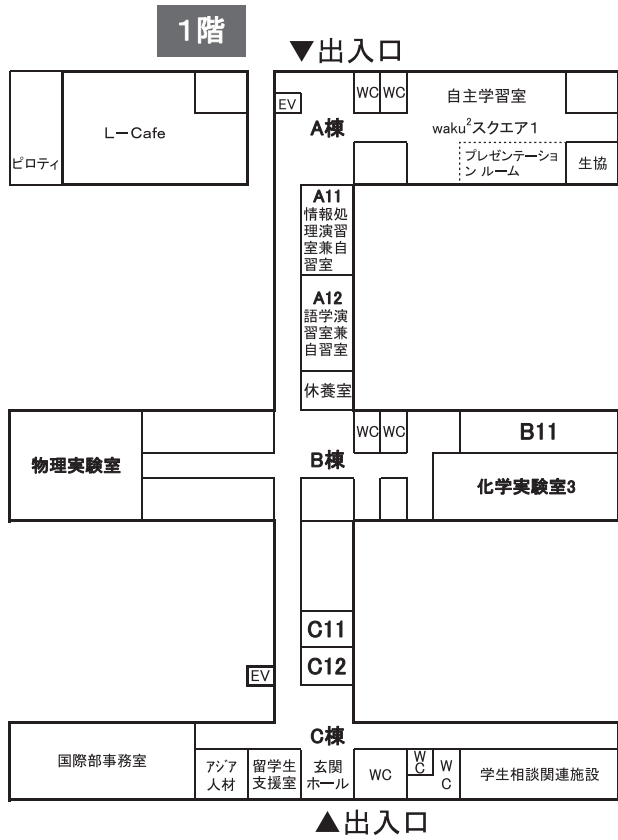 1階
▼出入口
EV
WC
WC
自主学習室
L－Cafe
A棟
waku²スクエア1
ピロティ
プレゼンテーショ
ン ルーム
生協
A11
情報処
理演習
室兼自
習室
A12
語学演
習室兼
自習室
休養室
WC
WC
B11
物理実験室
B棟
化学実験室3
C11
C12
EV
C棟
国際部事務室
アジア
人材
留学生
支援室
玄関
ホール
WC
W
C
W
C
学生相談関連施設
▲出入口